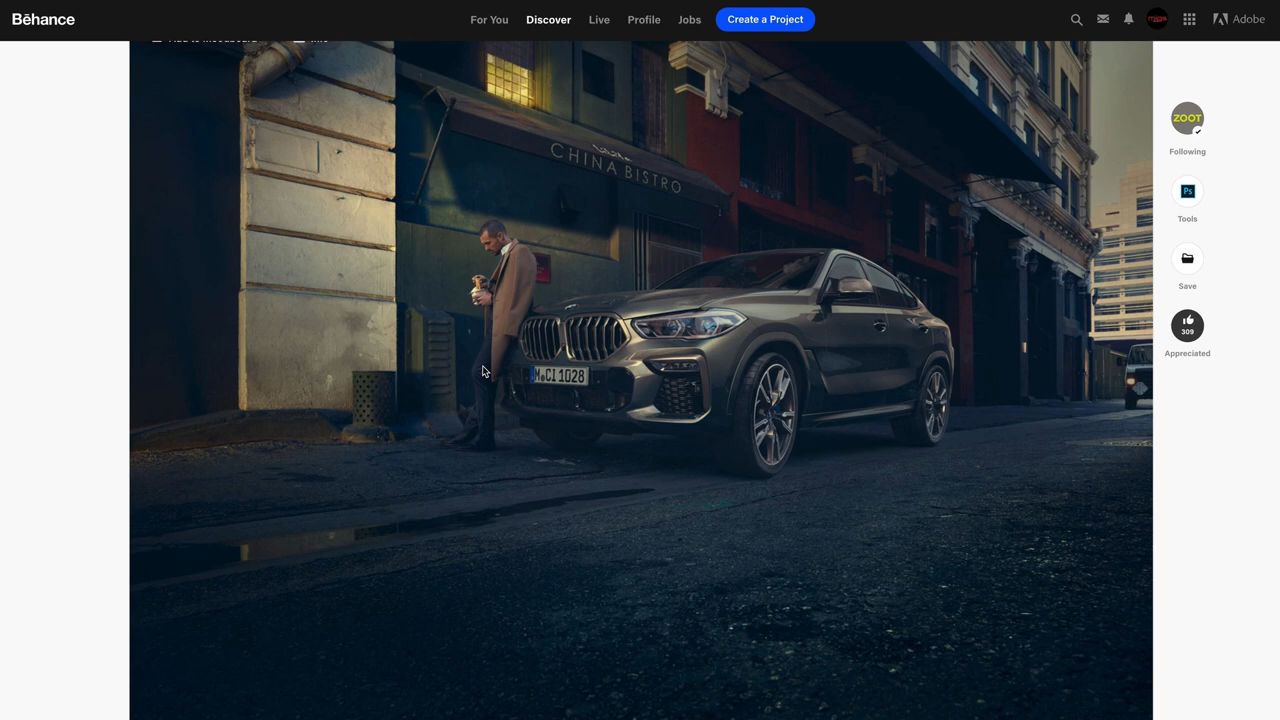 Bēhance
For You
Discover
Live
Profile
Jobs
Create a Project
Adobe
CHINA BISTRO
M CI 1028
ZOOT
Following
Ps
Tools
Save
309
Appreciated